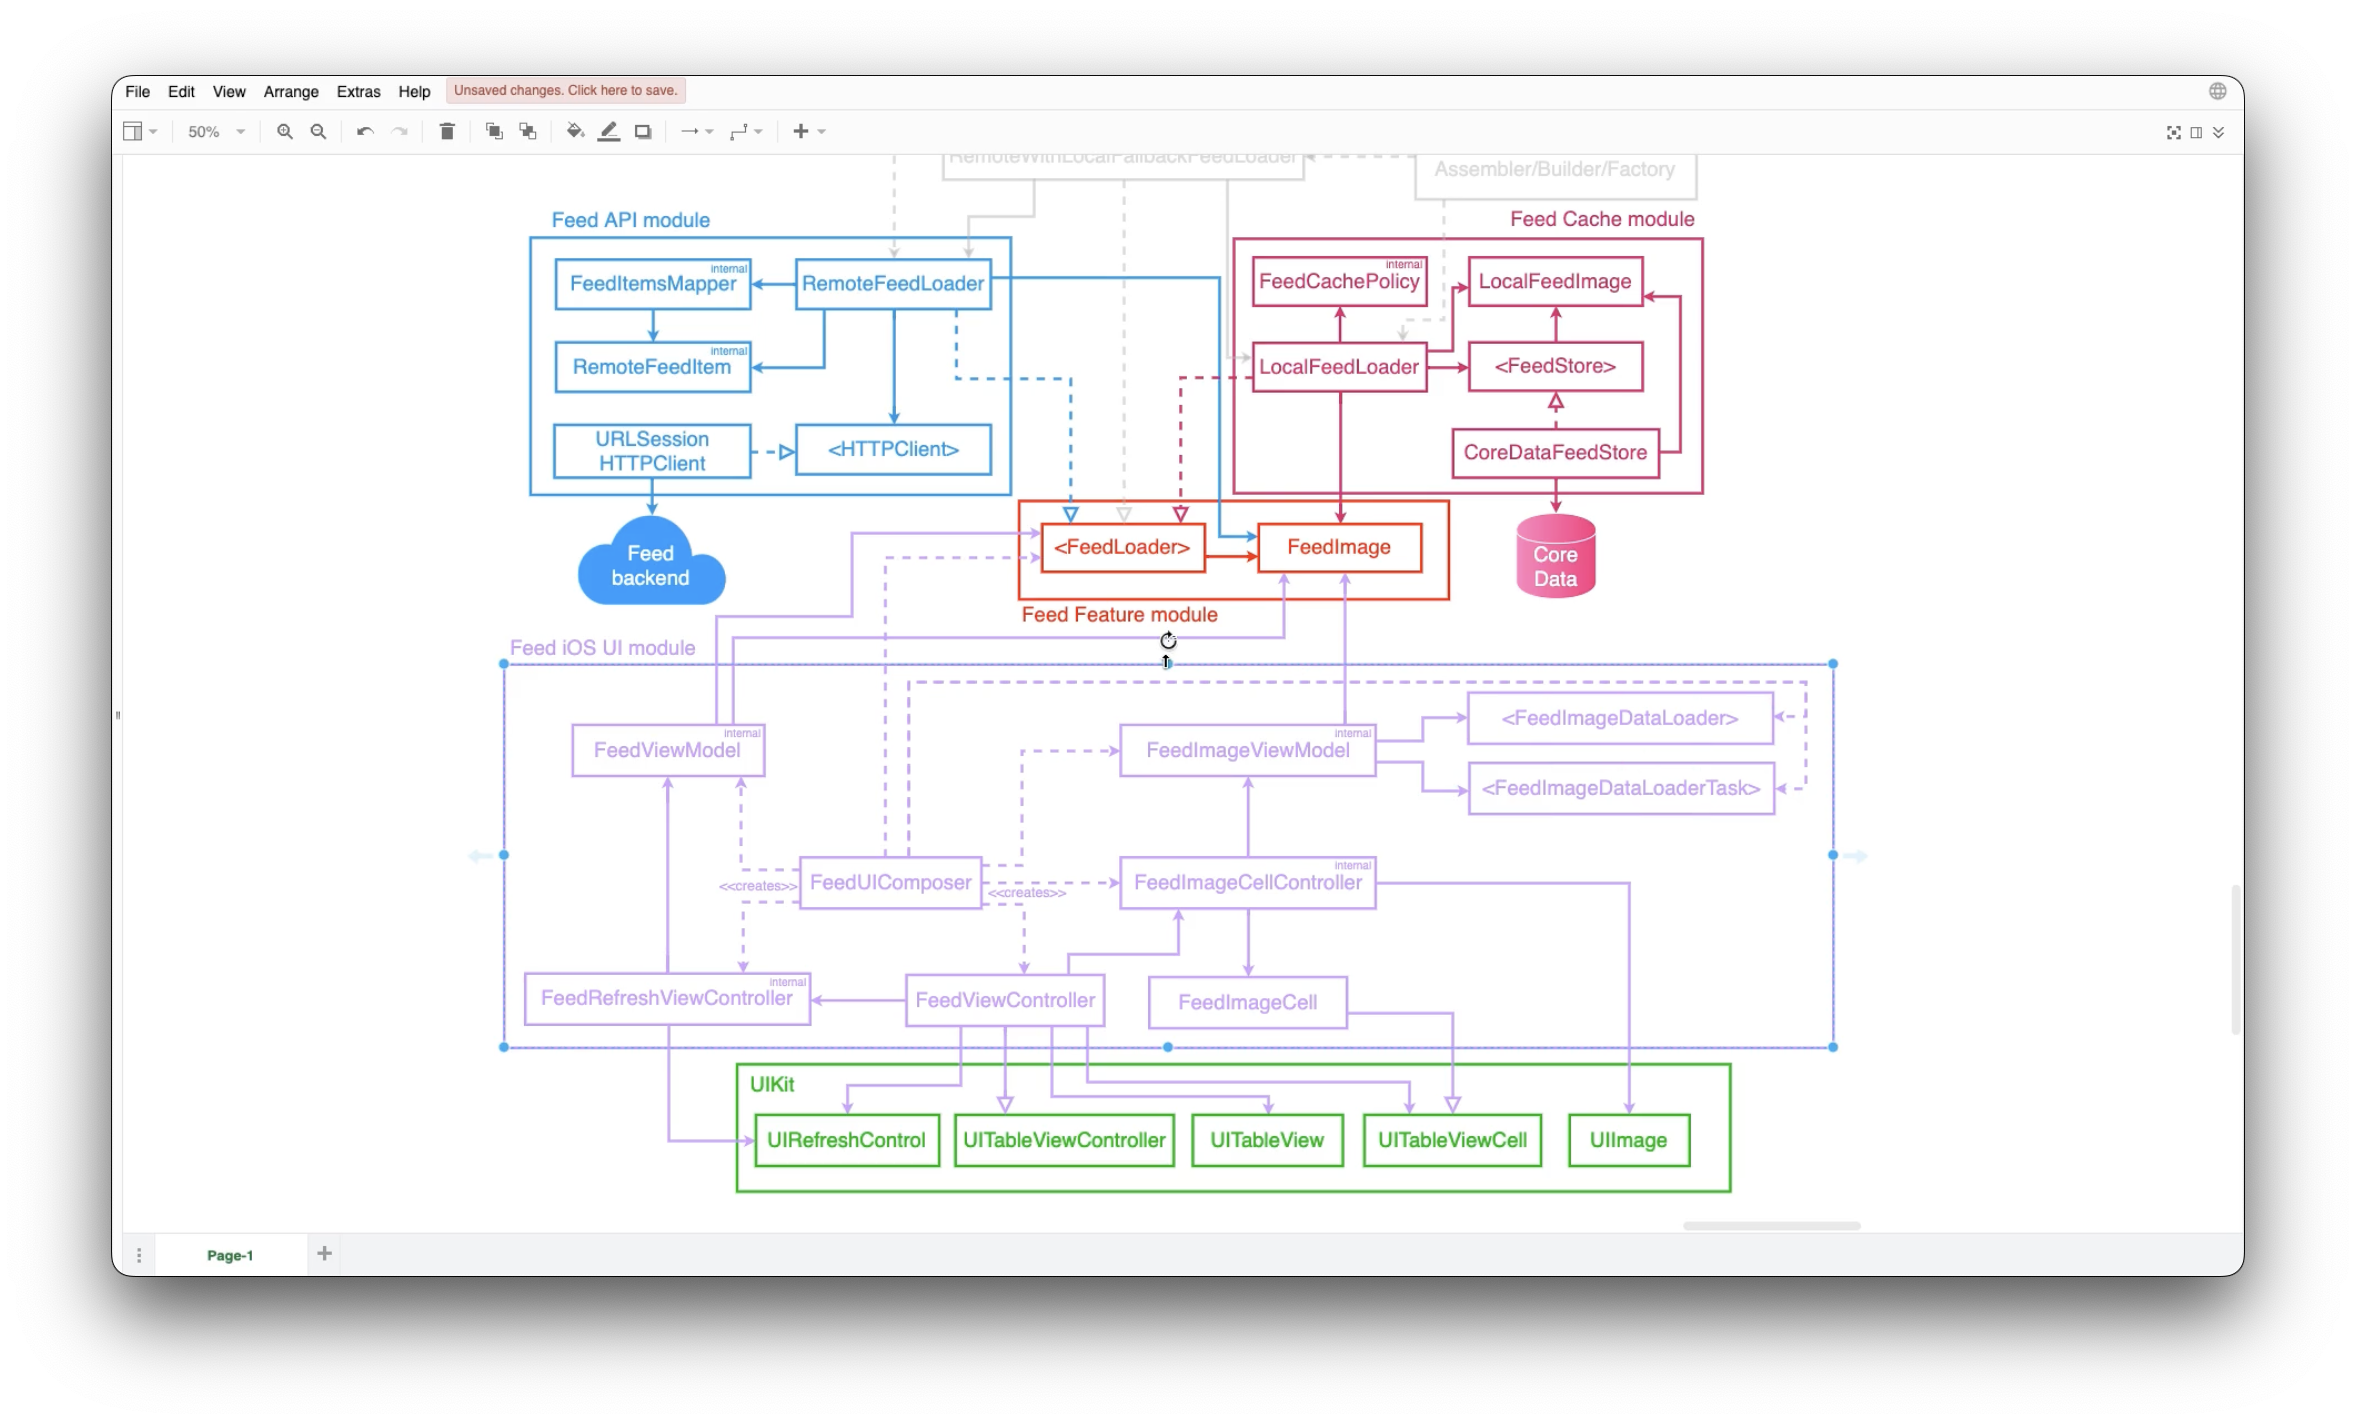 File Edit View Arrange Extras Help Unsaved changes. Click here to save.
50%
RemoteWithLocalFallbackFeedLoader
Assembler/Builder/Factory
Feed API module
Feed Cache module
internal
FeedItemsMapper
RemoteFeedLoader
internal
FeedCachePolicy
LocalFeedImage
internal
RemoteFeedItem
LocalFeedLoader
<FeedStore>
URLSession
HTTPClient
<HTTPClient>
CoreDataFeedStore
Feed
backend
<FeedLoader>
FeedImage
Core
Data
Feed Feature module
Feed iOS UI module
internal
FeedViewModel
internal
FeedImageViewModel
<FeedImageDataLoader>
<FeedImageDataLoaderTask>
<<creates>>
FeedUIComposer
<<creates>>
internal
FeedImageCellController
internal
FeedRefreshViewController
FeedViewController
FeedImageCell
UIKit
UIRefreshControl
UITableViewController
UITableView
UITableViewCell
UIImage
Page-1